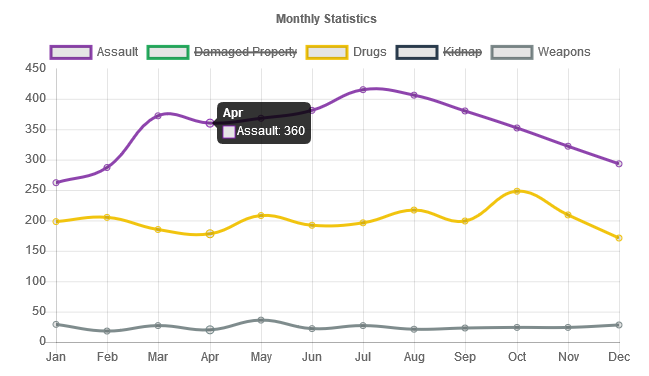 Monthly Statistics
Assault Damaged Property Drugs Kidnap Weapons
450
400
350
300
250
200
150
100
50
0
Apr
Assault: 360
Jan Feb Mar Apr May Jun Jul Aug Sep Oct Nov Dec